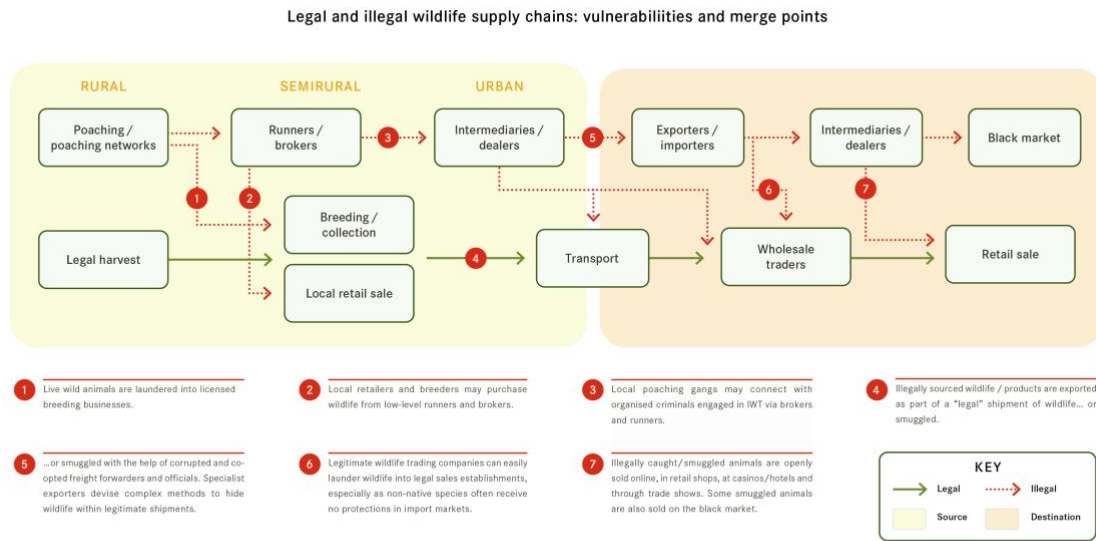 Legal and illegal wildlife supply chains: vulnerabiliities and merge points
RURAL
SEMIRURAL
URBAN
Poaching /
poaching networks
Runners /
brokers
3
Intermediaries /
dealers
5
Exporters /
importers
Intermediaries /
dealers
Black market
1
2
6
7
Breeding /
collection
Legal harvest
Local retail sale
4
Transport
Wholesale
traders
Retail sale
1
Live wild animals are laundered into licensed
breeding businesses.
2
Local retailers and breeders may purchase
wildlife from low-level runners and brokers.
3
Local poaching gangs may connect with
organised criminals engaged in IWT via brokers
and runners.
4
Illegally sourced wildlife / products are exported
as part of a “legal” shipment of wildlife... or
smuggled.
5
...or smuggled with the help of corrupted and co-
opted freight forwarders and officials. Specialist
exporters devise complex methods to hide
wildlife within legitimate shipments.
6
Legitimate wildlife trading companies can easily
launder wildlife into legal sales establishments,
especially as non-native species often receive
no protections in import markets.
7
Illegally caught/smuggled animals are openly
sold online, in retail shops, at casinos/hotels and
through trade shows. Some smuggled animals
are also sold on the black market.
KEY
Legal
Illegal
Source
Destination